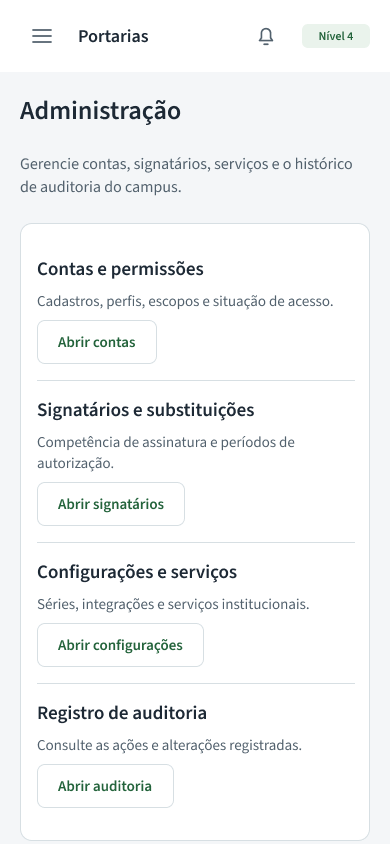 Portarias
Nível 4
Administração
Gerencie contas, signatários, serviços e o histórico
de auditoria do campus.
Contas e permissões
Cadastros, perfis, escopos e situação de acesso.
Abrir contas
Signatários e substituições
Competência de assinatura e períodos de
autorização.
Abrir signatários
Configurações e serviços
Séries, integrações e serviços institucionais.
Abrir configurações
Registro de auditoria
Consulte as ações e alterações registradas.
Abrir auditoria